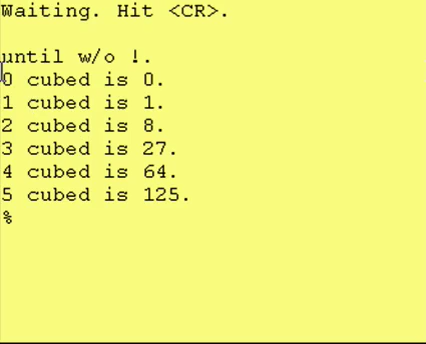 Waiting. Hit <CR>.
until w/o !.
0 cubed is 0.
1 cubed is 1.
2 cubed is 8.
3 cubed is 27.
4 cubed is 64.
5 cubed is 125.
%